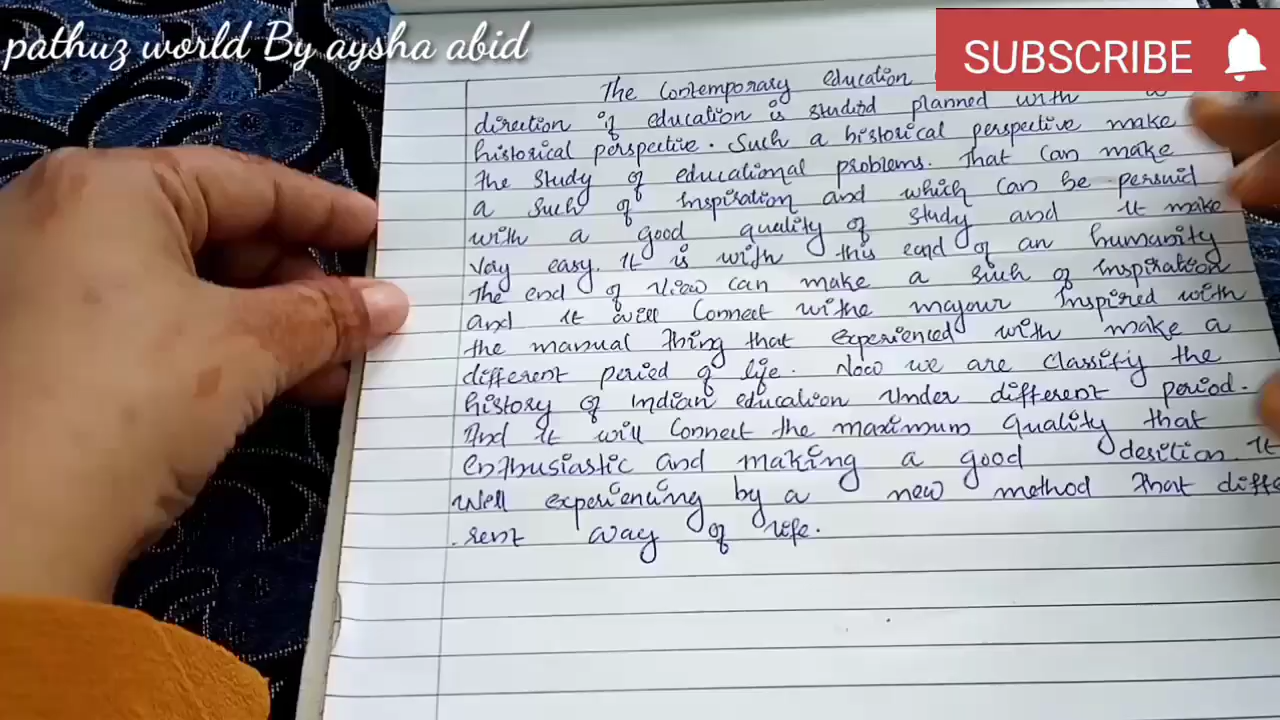 pathuz world By aysha abid
SUBSCRIBE
The Contemporary education
direction of education is studied planned with a
historical perspective. Such a historical perspective make
the study of educational problems. That can make
a such of Inspiration and which can be persuid
with a good quality of study and it make
Vary easy. It is with this eand of an humanity
The end of view can make a such of Inspiration
and it will Connect withe majour Inspired with
the manual thing that experienced with make a
different period of life. Now we are Classify the
history of indian education under different period.
And it will Connect the maximum quality that
enthusiastic and making a good desition. It
Well experiencing by a new method that diffe
.rent way of life.